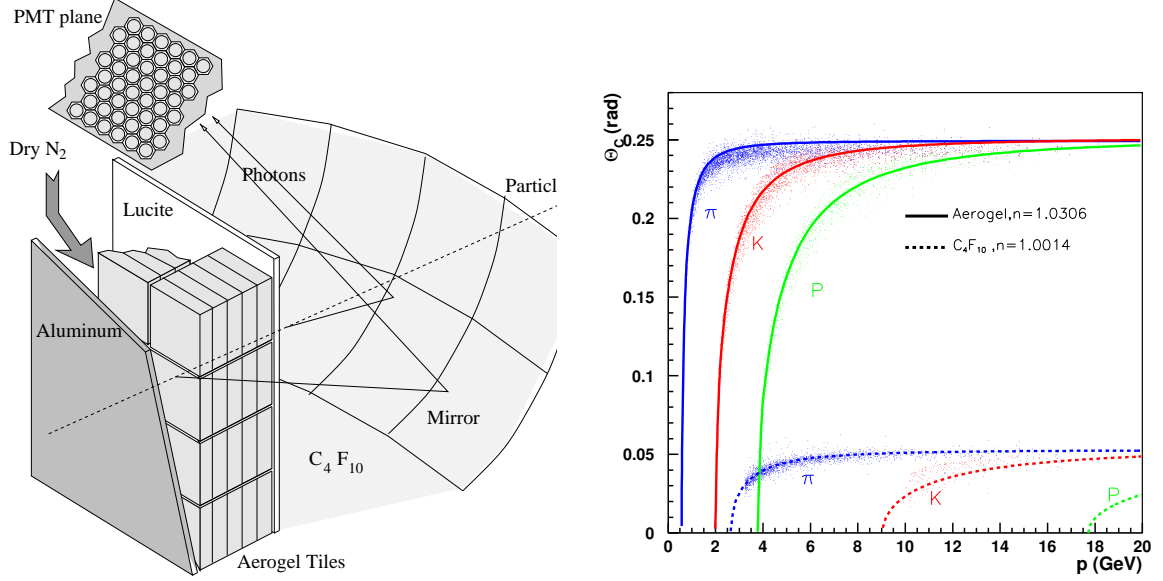 PMT plane
Dry N₂
Lucite
Photons
Particl
Aluminum
Mirror
C₄ F₁₀
Aerogel Tiles
Θc (rad)
0.25
0.2
0.15
0.1
0.05
0
π
K
P
Aerogel,n=1.0306
C₄F₁₀,n=1.0014
π
K
P
0 2 4 6 8 10 12 14 16 18 20
p (GeV)